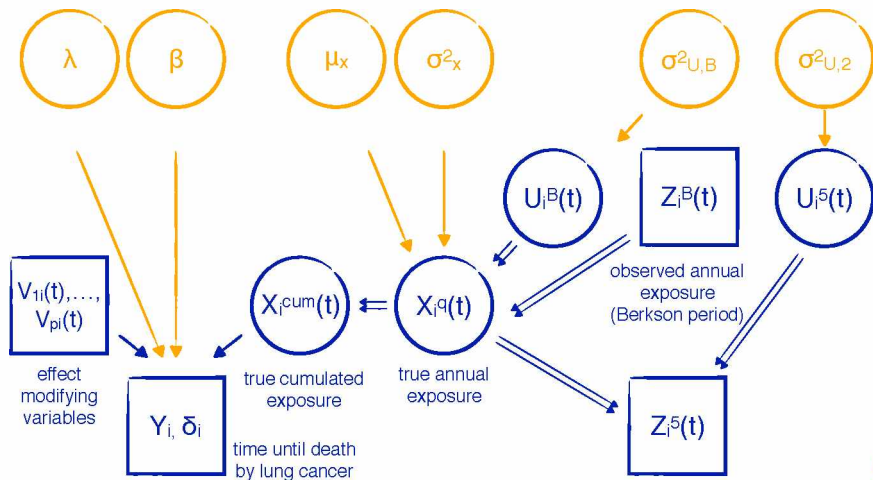 λ
β
μx
σ²x
σ²U,B
σ²U,2
UiB(t)
ZiB(t)
Ui5(t)
V1i(t),...,
Vpi(t)
Xicum(t)
Xiq(t)
observed annual
exposure
(Berkson period)
effect
modifying
variables
true cumulated
exposure
true annual
exposure
Yi, δi
time until death
by lung cancer
Zi5(t)